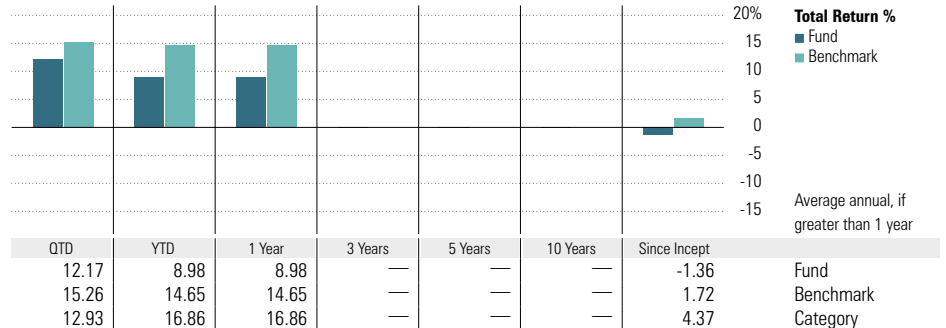 20%
15
10
5
0
-5
-10
-15
Total Return %
Fund
Benchmark
Average annual, if
greater than 1 year
QTD YTD 1 Year 3 Years 5 Years 10 Years Since Incept
12.17 8.98 8.98 — — — -1.36 Fund
15.26 14.65 14.65 — — — 1.72 Benchmark
12.93 16.86 16.86 — — — 4.37 Category